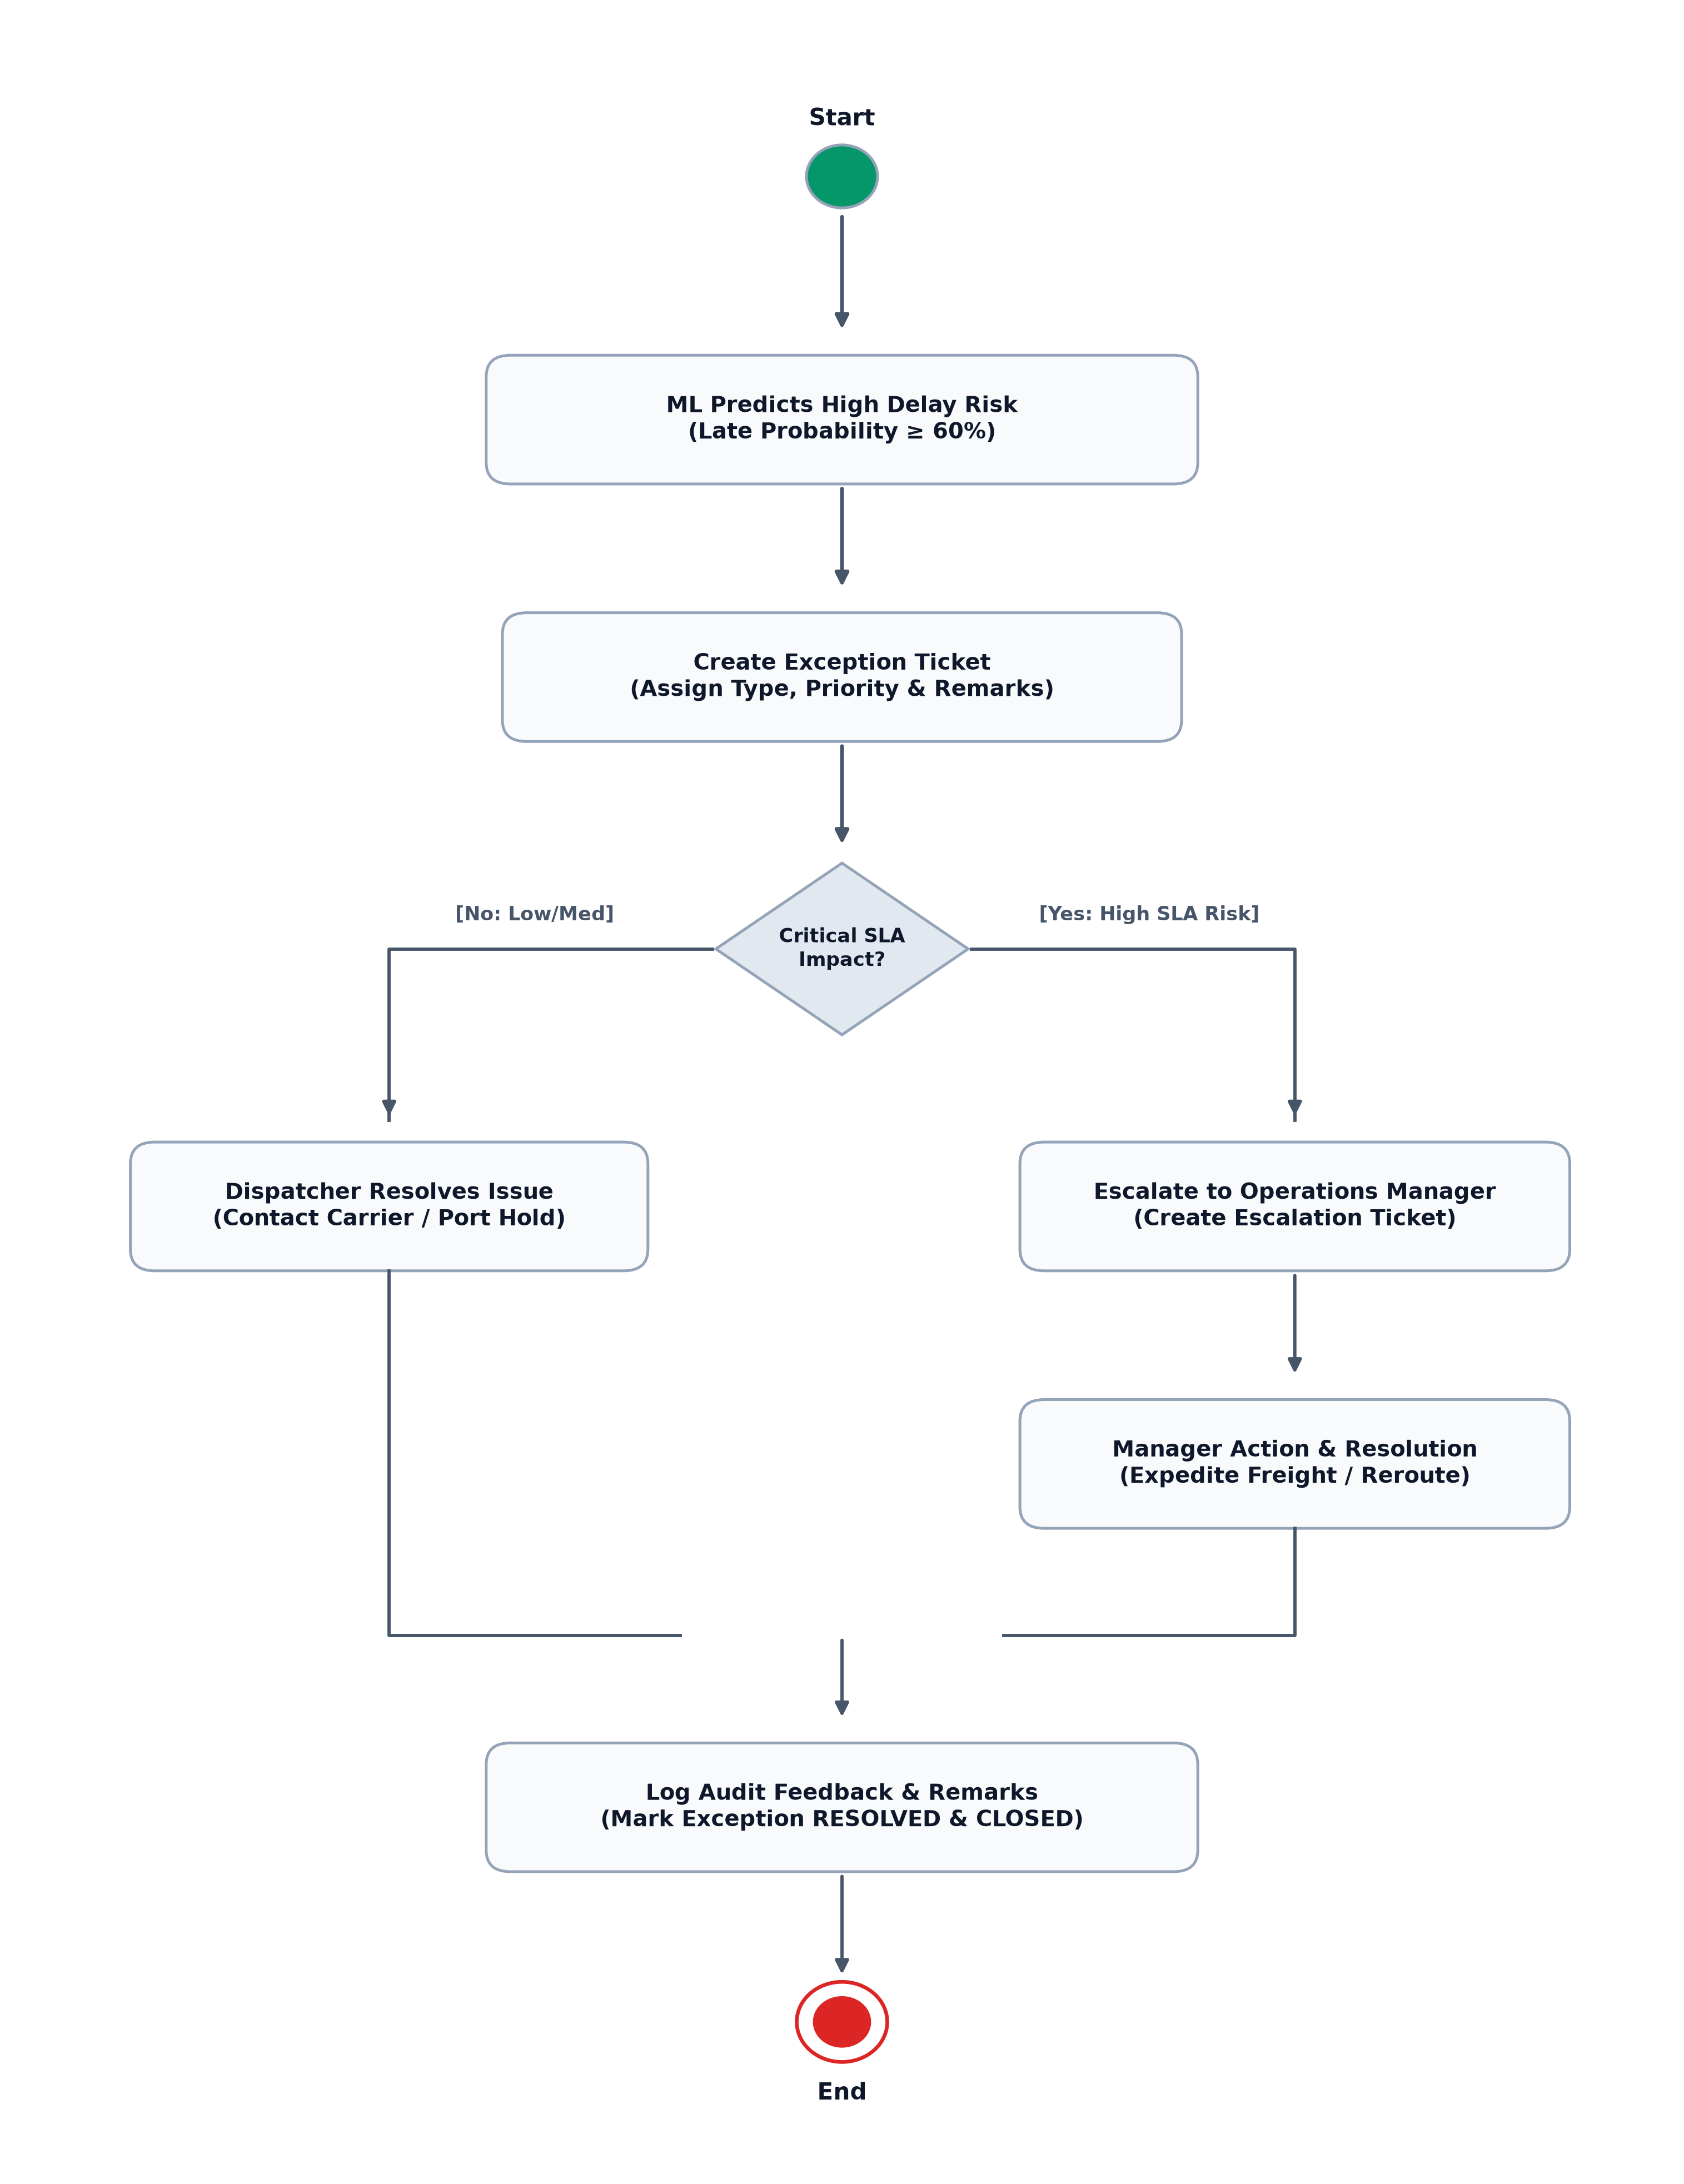 Start
ML Predicts High Delay Risk
(Late Probability ≥ 60%)
Create Exception Ticket
(Assign Type, Priority & Remarks)
[No: Low/Med]
[Yes: High SLA Risk]
Critical SLA
Impact?
Dispatcher Resolves Issue
(Contact Carrier / Port Hold)
Escalate to Operations Manager
(Create Escalation Ticket)
Manager Action & Resolution
(Expedite Freight / Reroute)
Log Audit Feedback & Remarks
(Mark Exception RESOLVED & CLOSED)
End